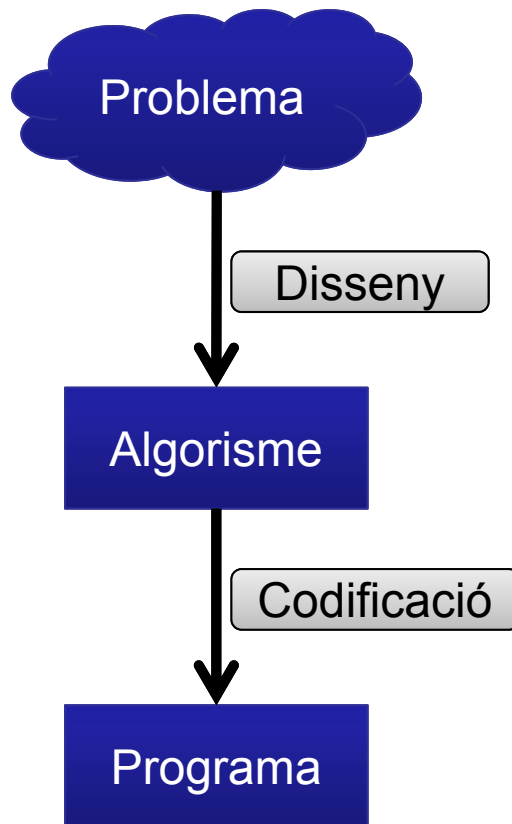 Problema
Disseny
Algorisme
Codificació
Programa